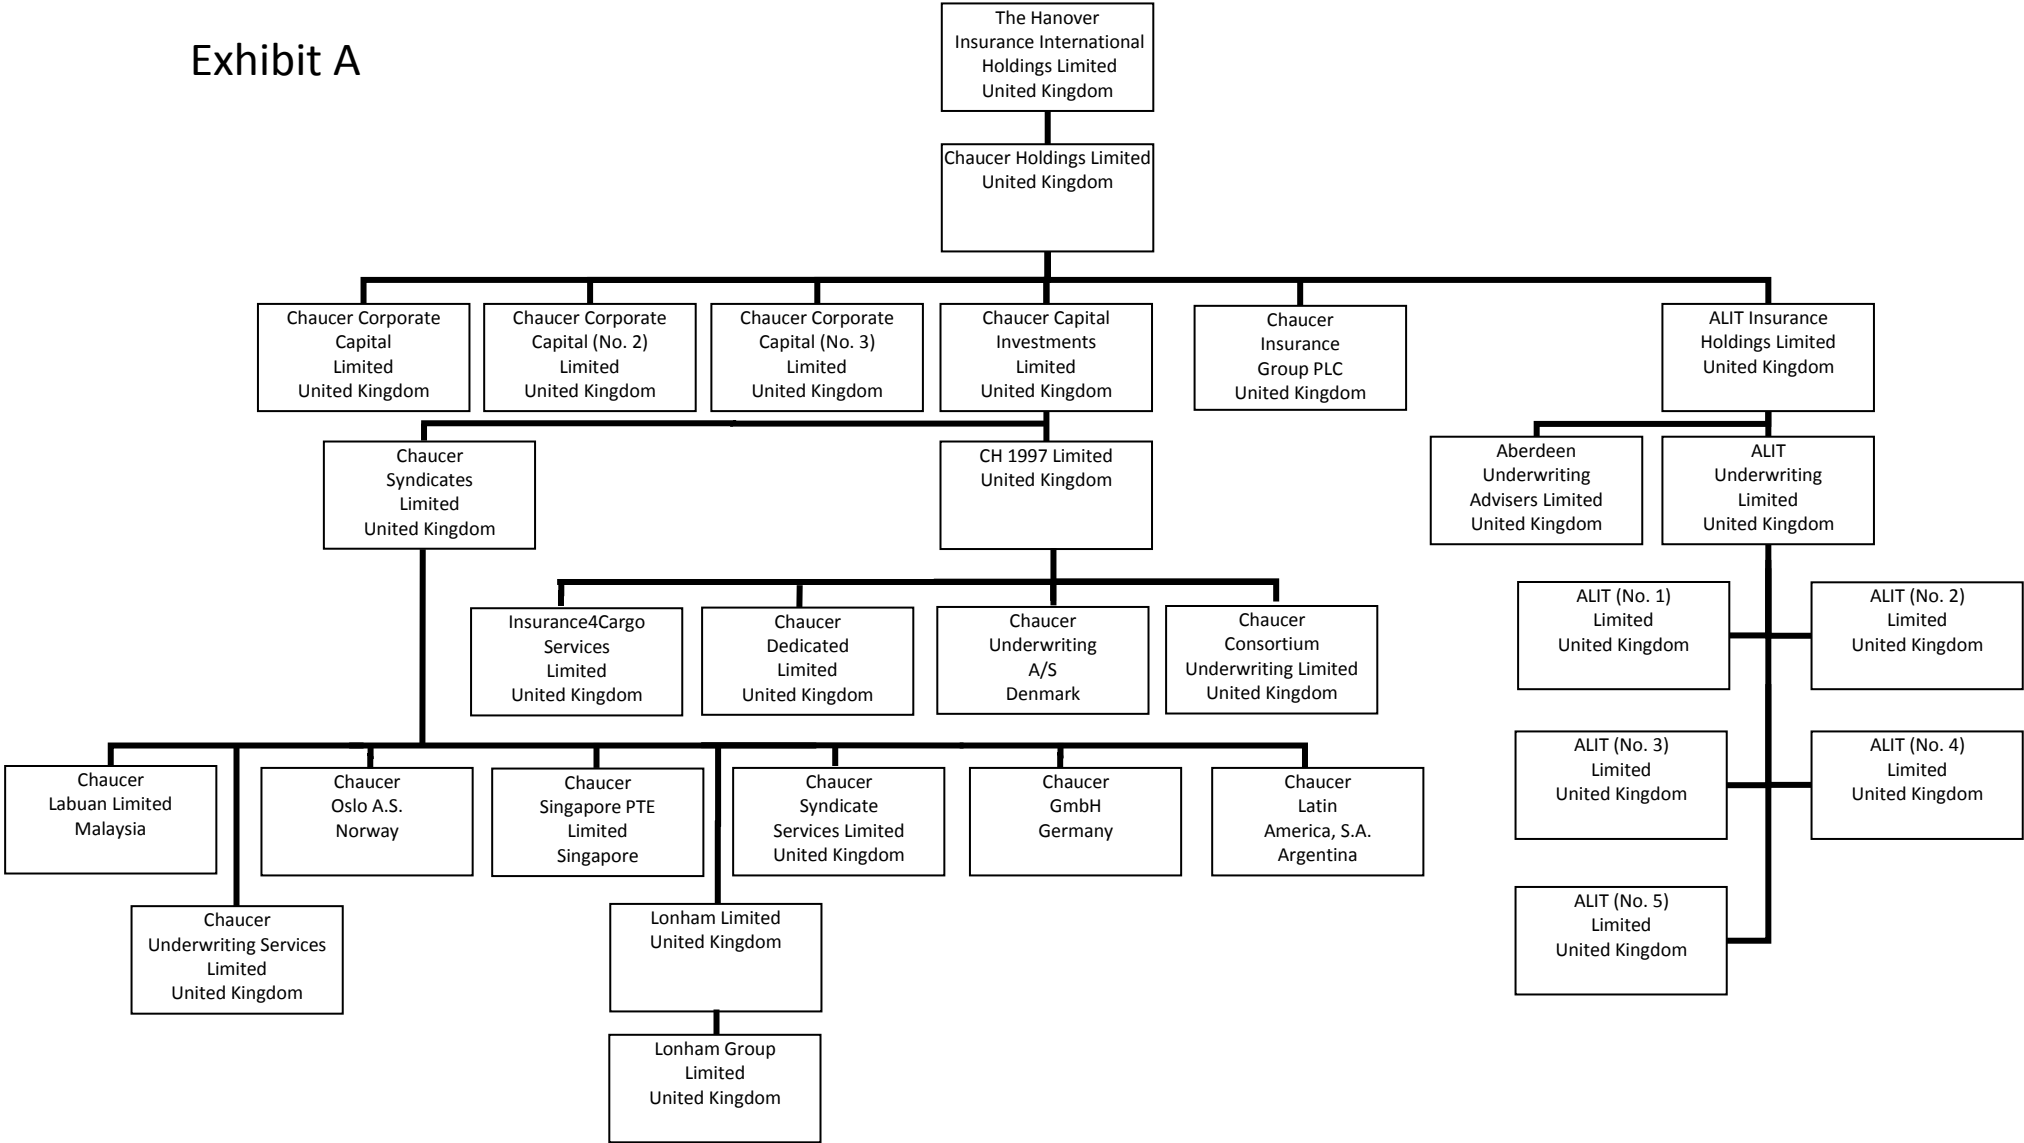 Exhibit A
The Hanover
Insurance International
Holdings Limited
United Kingdom
Chaucer Holdings Limited
United Kingdom
Chaucer Corporate
Capital
Limited
United Kingdom
Chaucer Corporate
Capital (No. 2)
Limited
United Kingdom
Chaucer Corporate
Capital (No. 3)
Limited
United Kingdom
Chaucer Capital
Investments
Limited
United Kingdom
Chaucer
Insurance
Group PLC
United Kingdom
ALIT Insurance
Holdings Limited
United Kingdom
Chaucer
Syndicates
Limited
United Kingdom
CH 1997 Limited
United Kingdom
Aberdeen
Underwriting
Advisers Limited
United Kingdom
ALIT
Underwriting
Limited
United Kingdom
Insurance4Cargo
Services
Limited
United Kingdom
Chaucer
Dedicated
Limited
United Kingdom
Chaucer
Underwriting
A/S
Denmark
Chaucer
Consortium
Underwriting Limited
United Kingdom
ALIT (No. 1)
Limited
United Kingdom
ALIT (No. 2)
Limited
United Kingdom
ALIT (No. 3)
Limited
United Kingdom
ALIT (No. 4)
Limited
United Kingdom
Chaucer
Labuan Limited
Malaysia
Chaucer
Oslo A.S.
Norway
Chaucer
Singapore PTE
Limited
Singapore
Chaucer
Syndicate
Services Limited
United Kingdom
Chaucer
GmbH
Germany
Chaucer
Latin
America, S.A.
Argentina
ALIT (No. 5)
Limited
United Kingdom
Chaucer
Underwriting Services
Limited
United Kingdom
Lonham Limited
United Kingdom
Lonham Group
Limited
United Kingdom